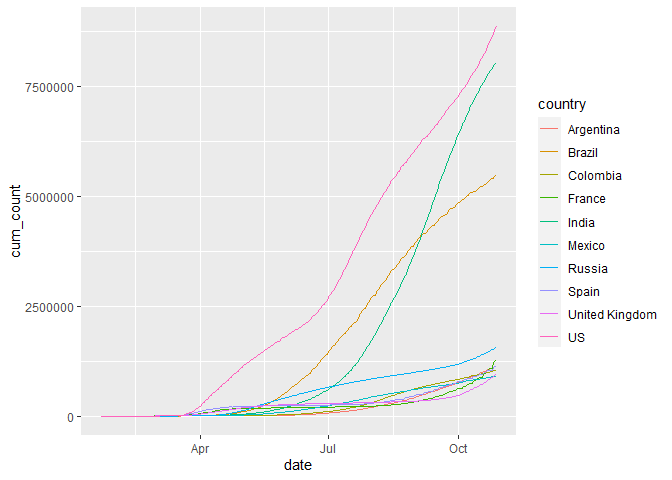 7500000
5000000
2500000
0
cum_count
Apr
Jul
Oct
date
country
Argentina
Brazil
Colombia
France
India
Mexico
Russia
Spain
United Kingdom
US